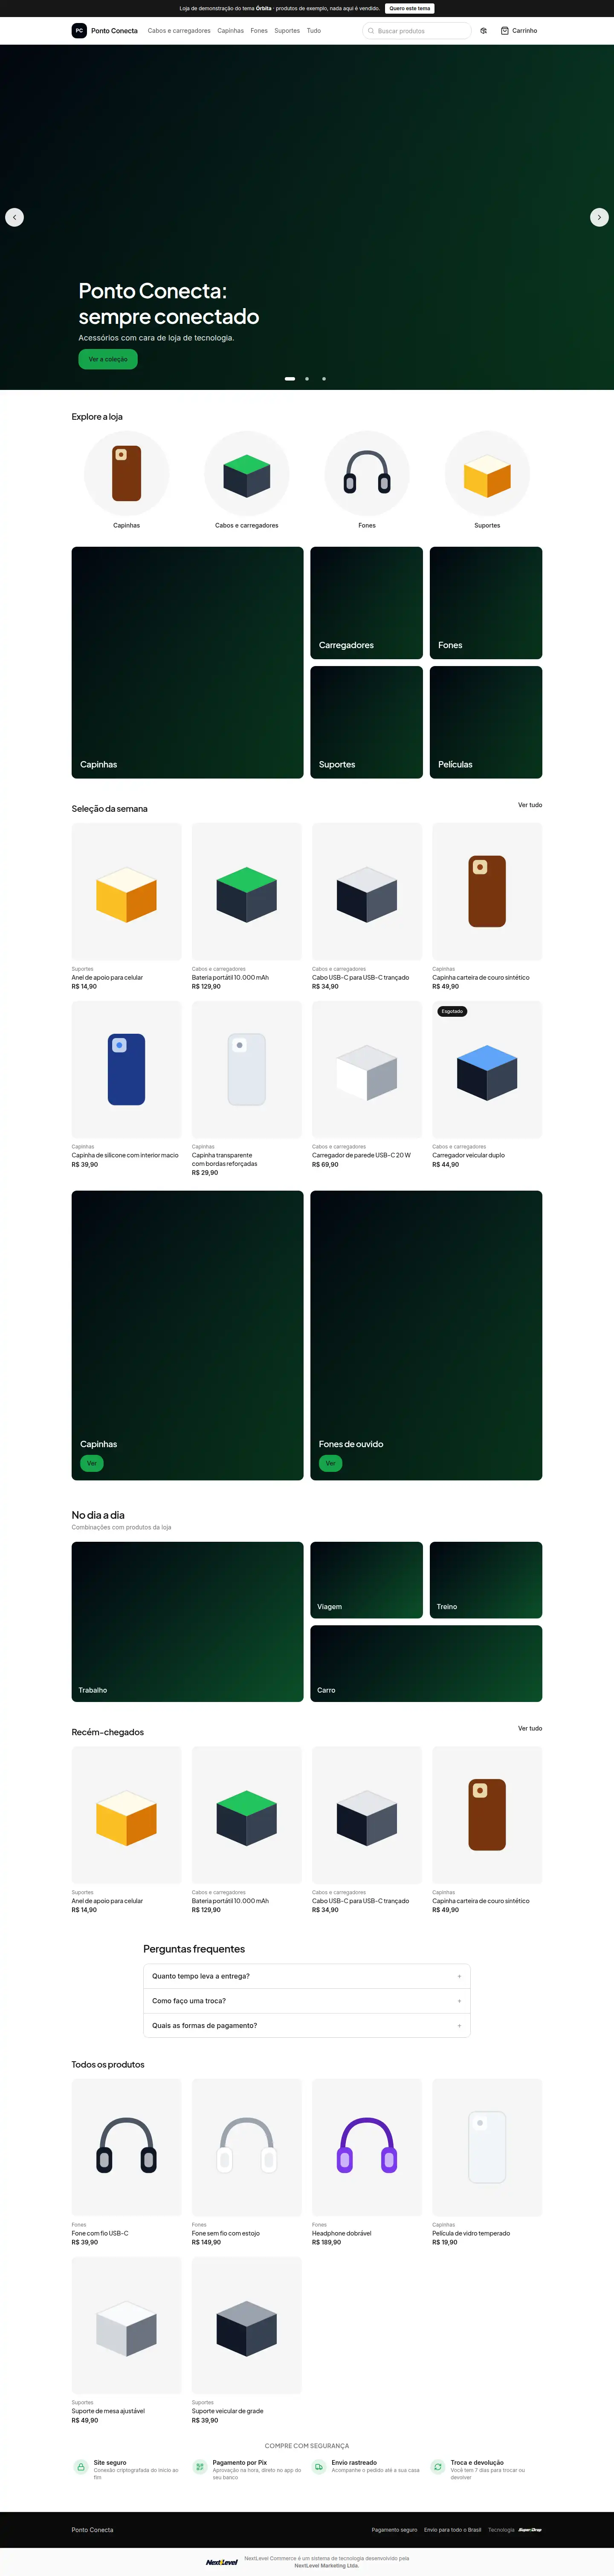 Loja de demonstração do tema Órbita · produtos de exemplo, nada aqui é vendido. Quero este tema
PC Ponto Conecta Cabos e carregadores Capinhas Fones Suportes Tudo Buscar produtos Carrinho
Ponto Conecta:
sempre conectado
Acessórios com cara de loja de tecnologia.
Ver a coleção
Explore a loja
Capinhas Cabos e carregadores Fones Suportes
Carregadores Fones
Capinhas Suportes Películas
Seleção da semana Ver tudo
Suportes
Anel de apoio para celular
R$ 14,90
Cabos e carregadores
Bateria portátil 10.000 mAh
R$ 129,90
Cabos e carregadores
Cabo USB-C para USB-C trançado
R$ 34,90
Capinhas
Capinha carteira de couro sintético
R$ 49,90
Capinhas
Capinha de silicone com interior macio
R$ 39,90
Capinhas
Capinha transparente
com bordas reforçadas
R$ 29,90
Cabos e carregadores
Carregador de parede USB-C 20 W
R$ 69,90
Esgotado
Cabos e carregadores
Carregador veicular duplo
R$ 44,90
Capinhas
Ver
Fones de ouvido
Ver
No dia a dia
Combinações com produtos da loja
Trabalho
Viagem
Treino
Carro
Recém-chegados Ver tudo
Suportes
Anel de apoio para celular
R$ 14,90
Cabos e carregadores
Bateria portátil 10.000 mAh
R$ 129,90
Cabos e carregadores
Cabo USB-C para USB-C trançado
R$ 34,90
Capinhas
Capinha carteira de couro sintético
R$ 49,90
Perguntas frequentes
Quanto tempo leva a entrega? +
Como faço uma troca? +
Quais as formas de pagamento? +
Todos os produtos
Fones
Fone com fio USB-C
R$ 39,90
Fones
Fone sem fio com estojo
R$ 149,90
Fones
Headphone dobrável
R$ 189,90
Capinhas
Película de vidro temperado
R$ 19,90
Suportes
Suporte de mesa ajustável
R$ 49,90
Suportes
Suporte veicular de grade
R$ 39,90
COMPRE COM SEGURANÇA
Site seguro
Conexão criptografada do início ao
fim
Pagamento por Pix
Aprovação na hora, direto no app do
seu banco
Envio rastreado
Acompanhe o pedido até a sua casa
Troca e devolução
Você tem 7 dias para trocar ou
devolver
Ponto Conecta Pagamento seguro Envio para todo o Brasil Tecnologia SuperDrop
NextLevel NextLevel Commerce é um sistema de tecnologia desenvolvido pela
NextLevel Marketing Ltda.